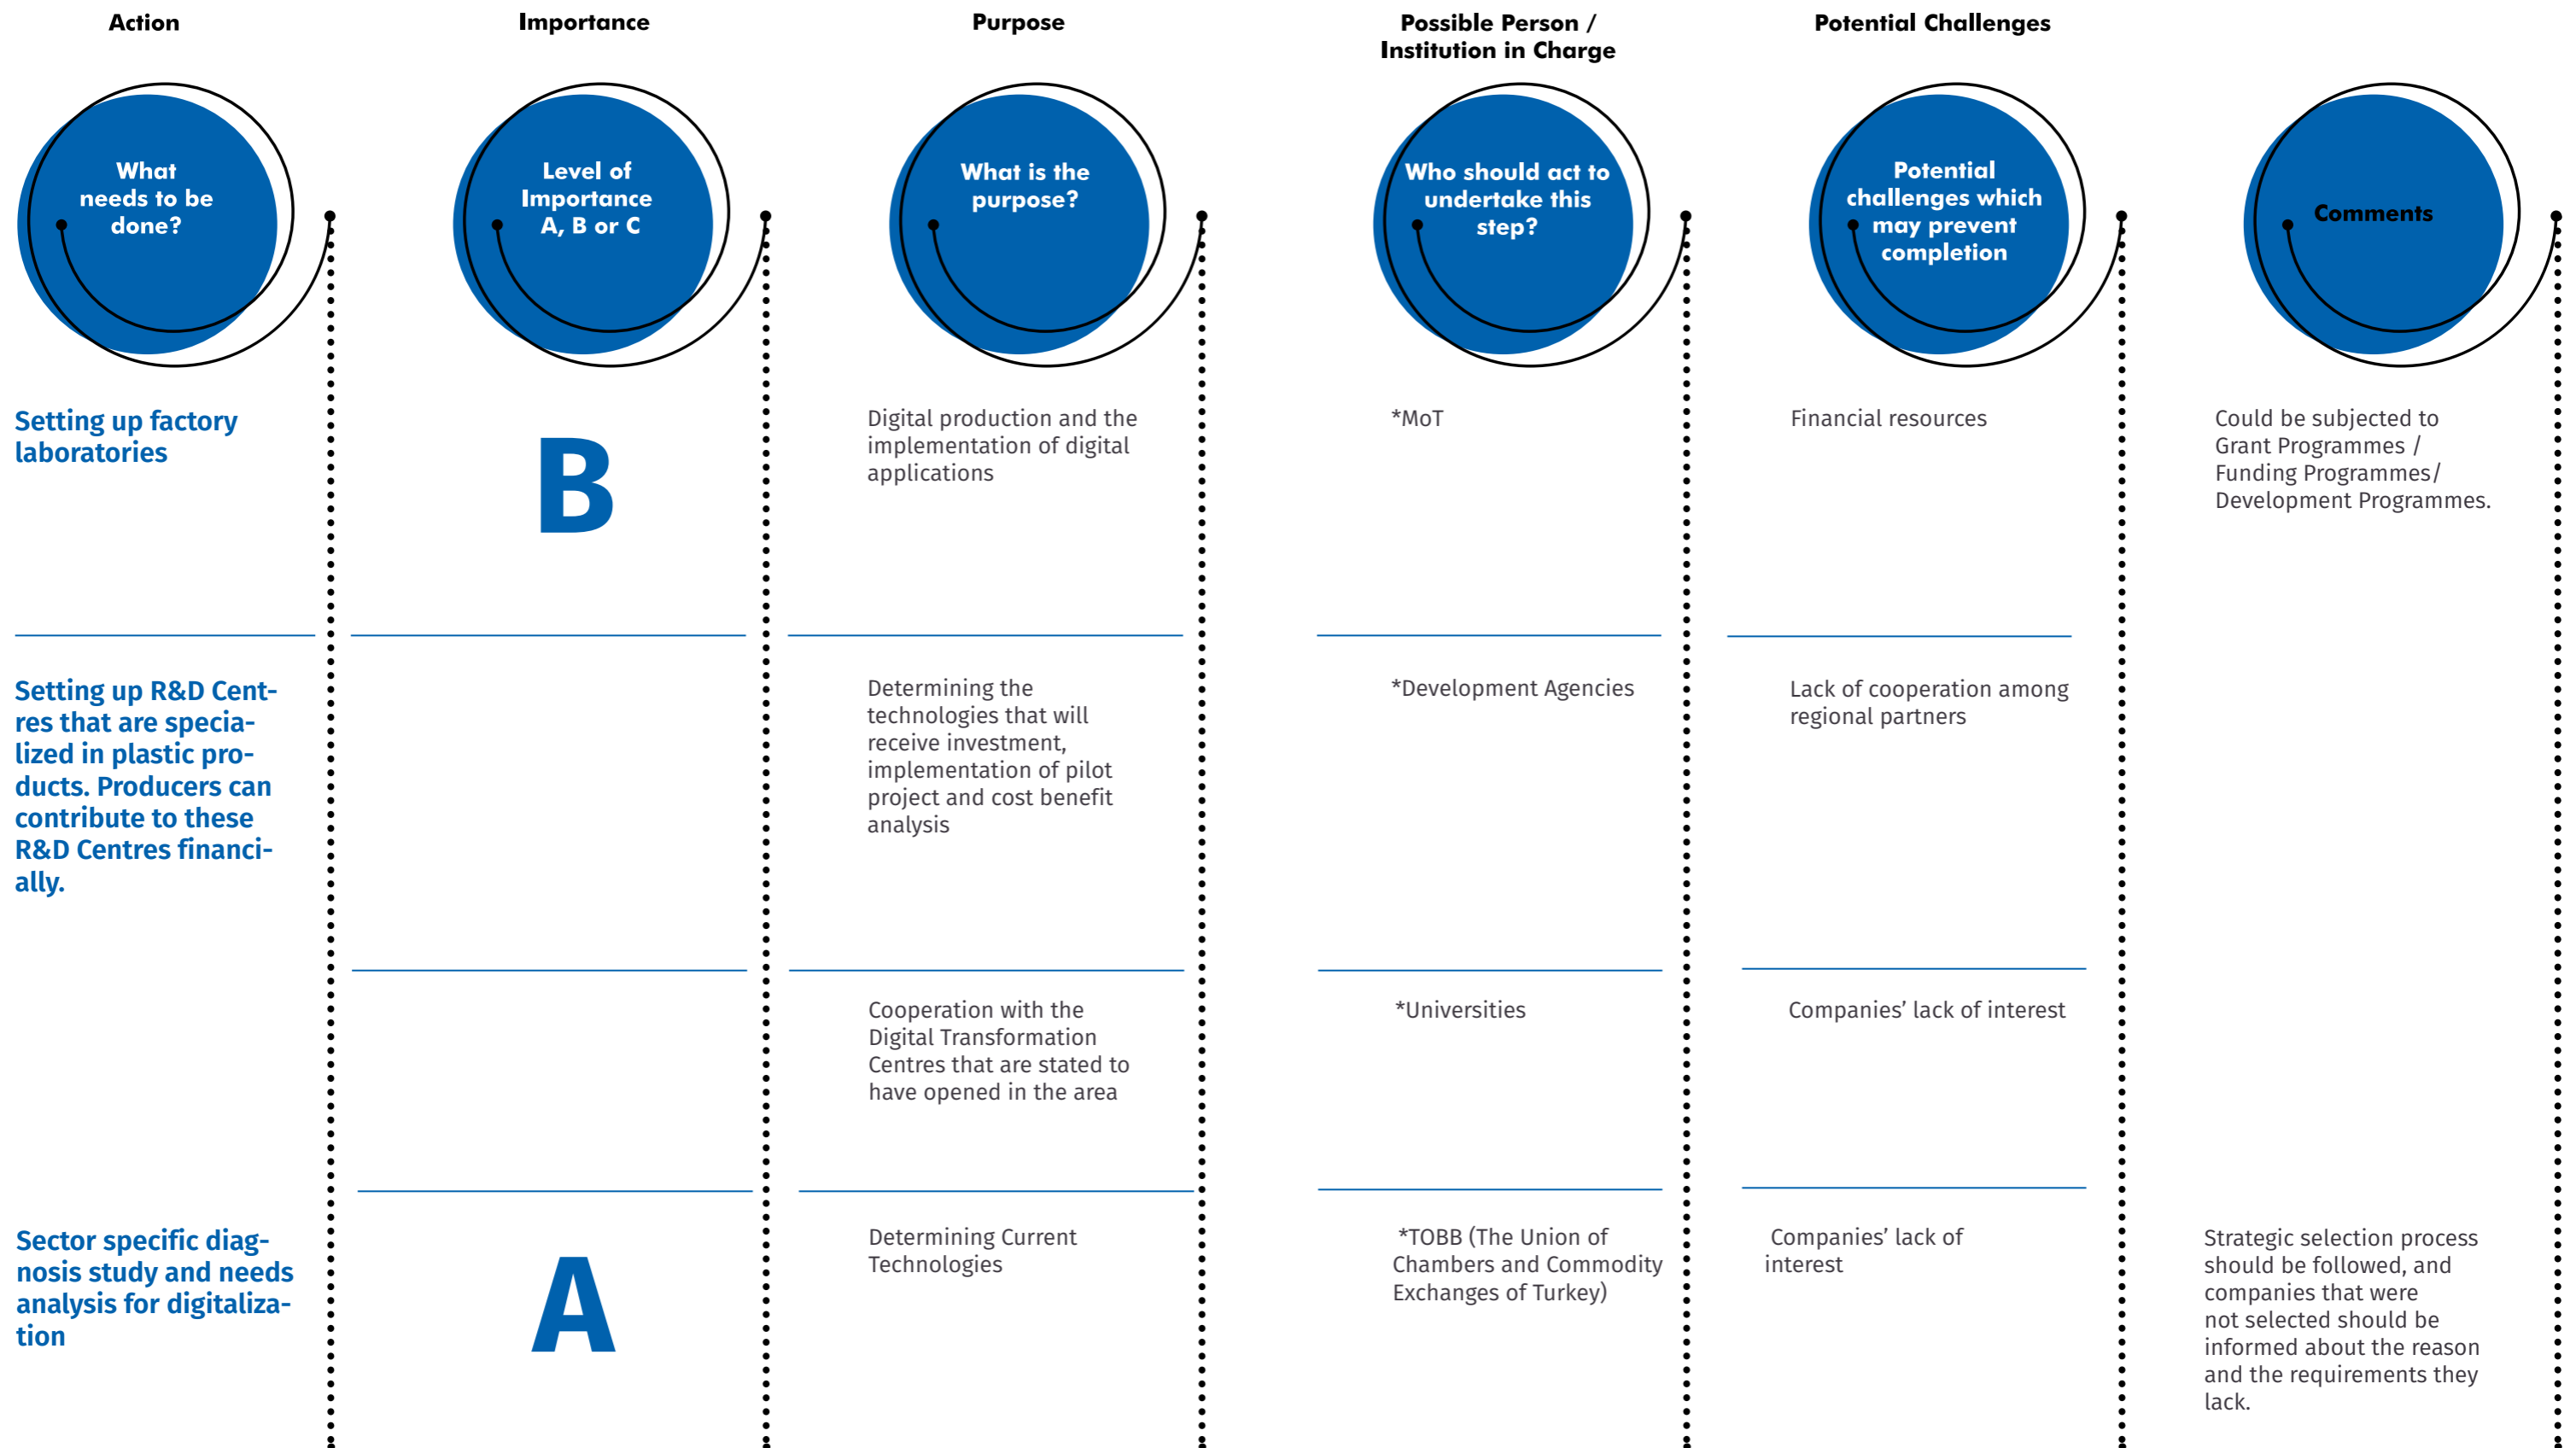 Action
Importance
Purpose
Possible Person /
Institution in Charge
Potential Challenges
What
needs to be
done?
Level of
Importance
A, B or C
What is the
purpose?
Who should act to
undertake this
step?
Potential
challenges which
may prevent
completion
Comments
Setting up factory
laboratories
B
Digital production and the
implementation of digital
applications
*MoT
Financial resources
Could be subjected to
Grant Programmes /
Funding Programmes/
Development Programmes.
Setting up R&D Cent-
res that are specia-
lized in plastic pro-
ducts. Producers can
contribute to these
R&D Centres financi-
ally.
Determining the
technologies that will
receive investment,
implementation of pilot
project and cost benefit
analysis
*Development Agencies
Lack of cooperation among
regional partners
Cooperation with the
Digital Transformation
Centres that are stated to
have opened in the area
*Universities
Companies’ lack of interest
Sector specific diag-
nosis study and needs
analysis for digitaliza-
tion
A
Determining Current
Technologies
*TOBB (The Union of
Chambers and Commodity
Exchanges of Turkey)
Companies’ lack of
interest
Strategic selection process
should be followed, and
companies that were
not selected should be
informed about the reason
and the requirements they
lack.